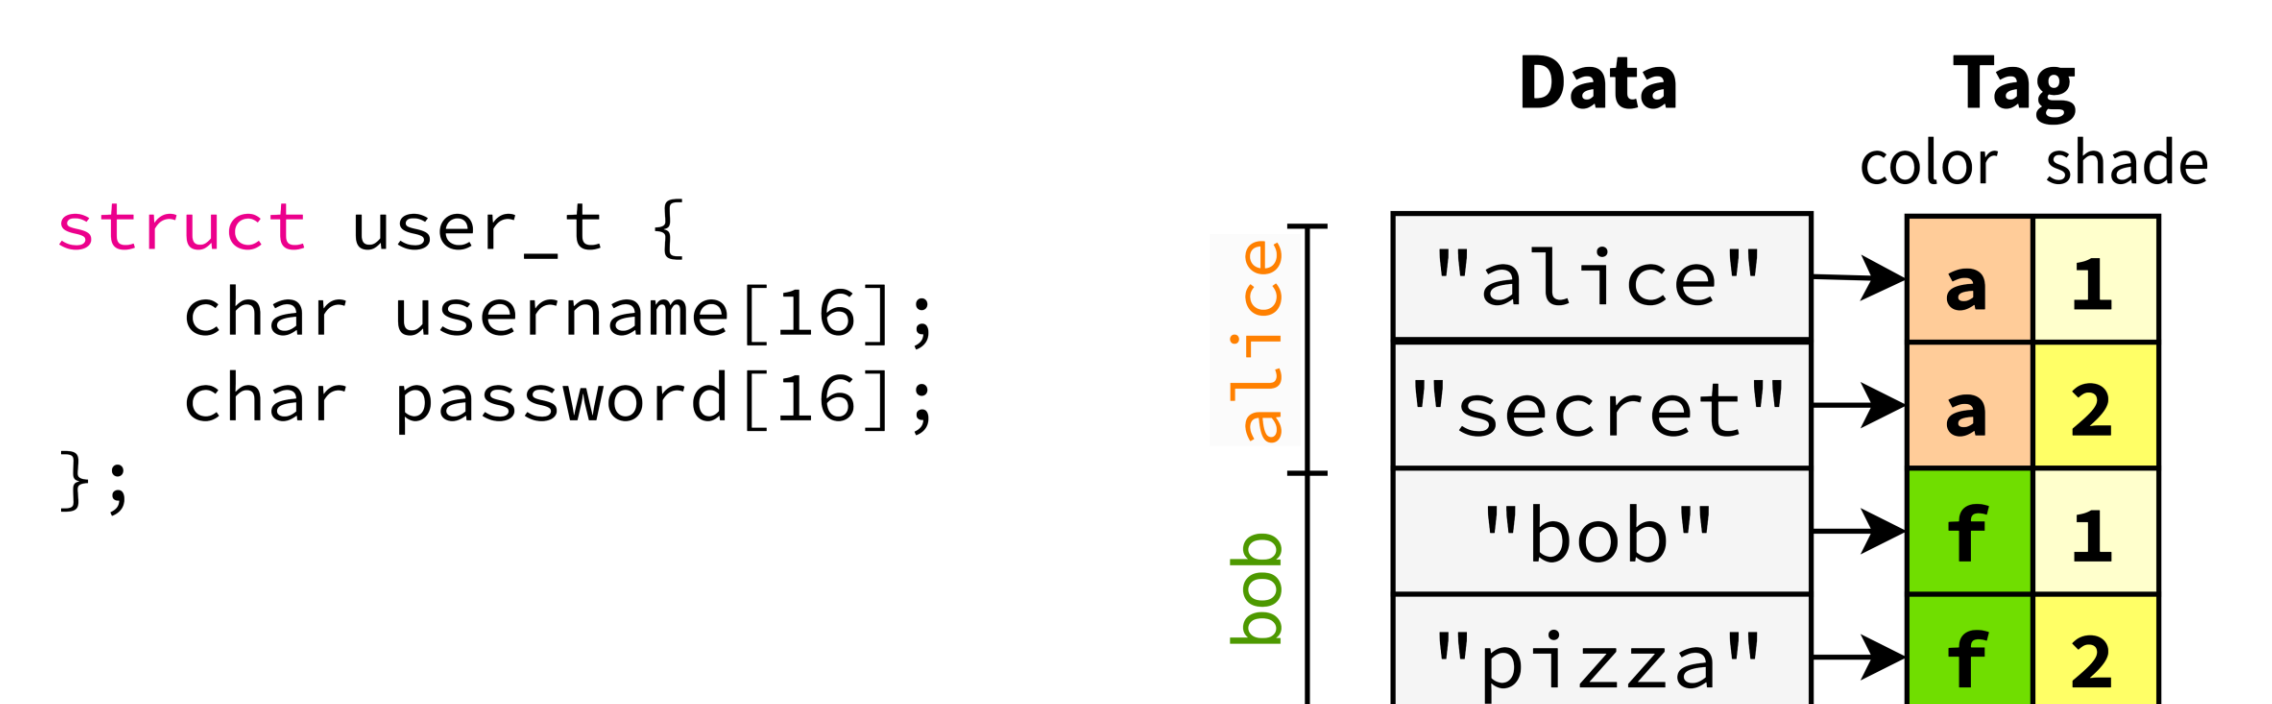 struct user_t {
    char username[16];
    char password[16];
};
Data Tag
color shade
alice
"alice" a 1
"secret" a 2
bob
"bob" f 1
"pizza" f 2